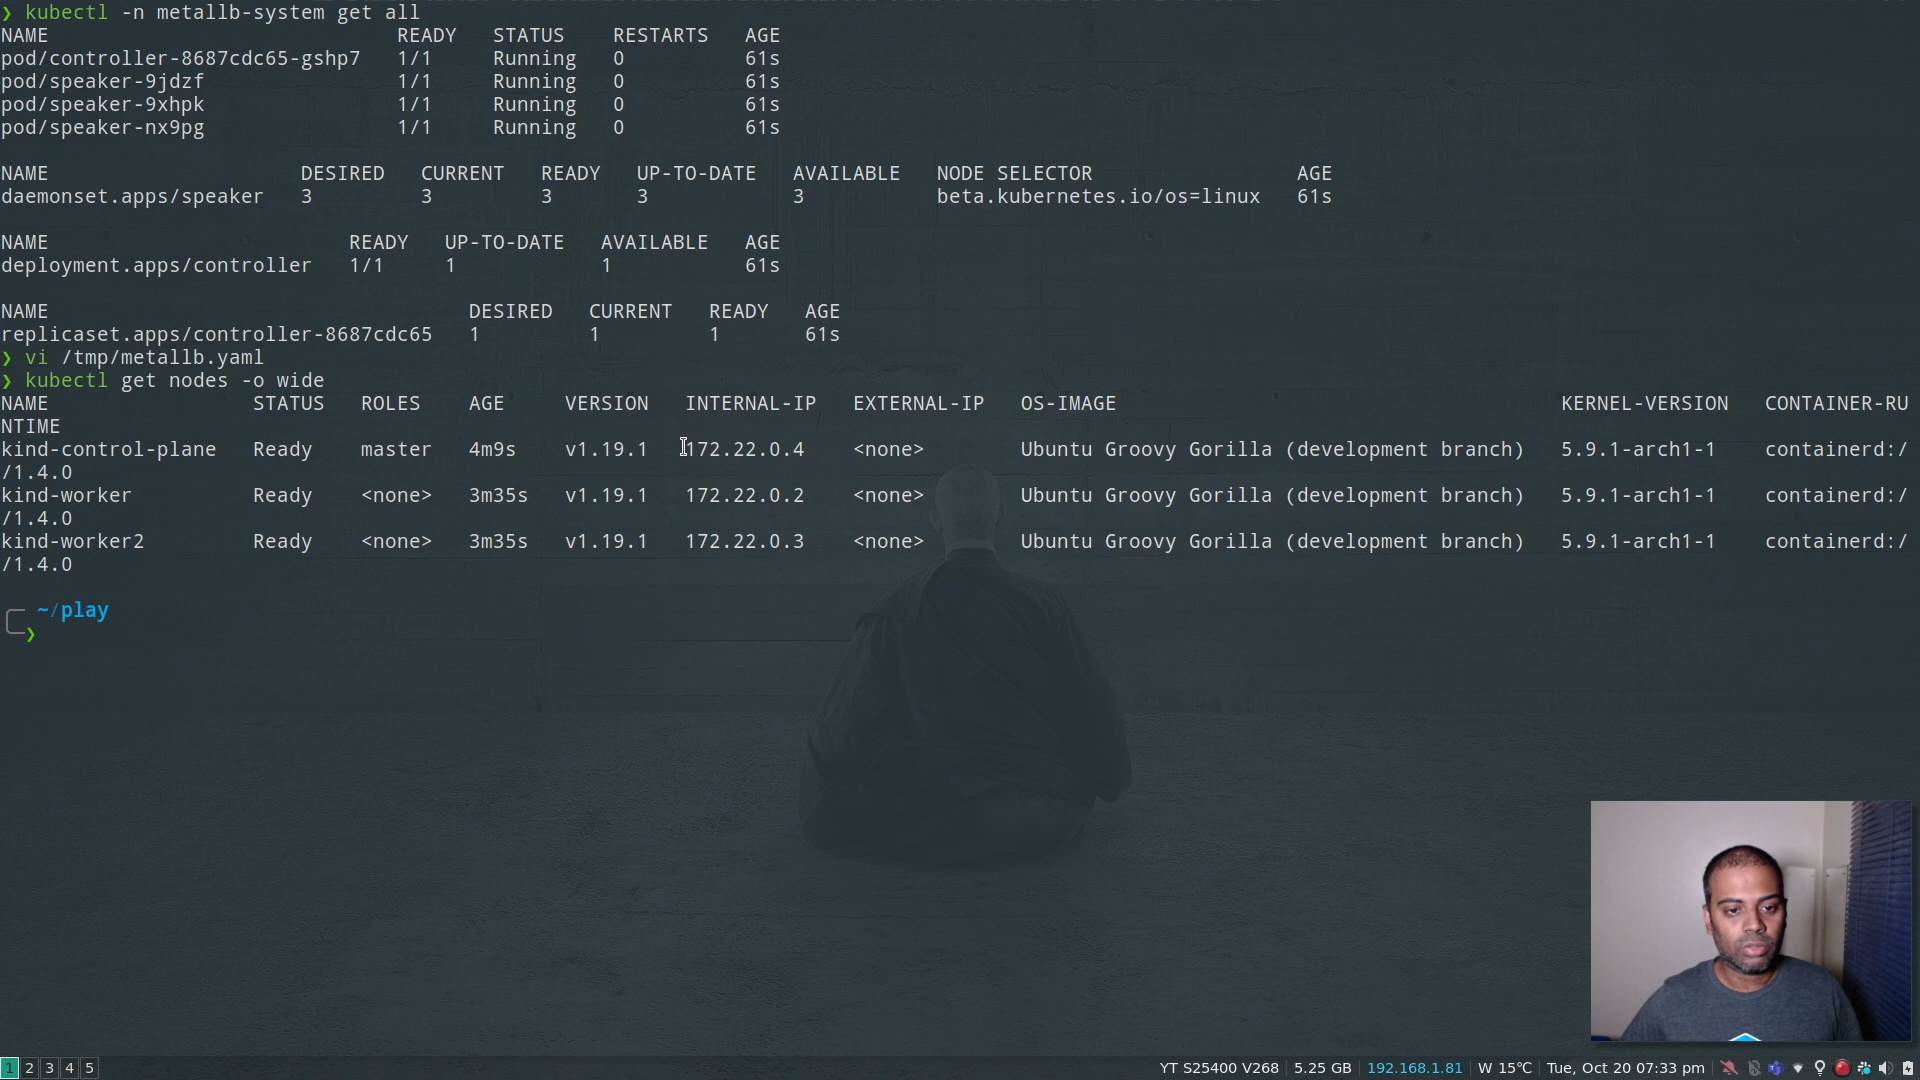 ❯ kubectl -n metallb-system get all
NAME READY STATUS RESTARTS AGE
pod/controller-8687cdc65-gshp7 1/1 Running 0 61s
pod/speaker-9jdzf 1/1 Running 0 61s
pod/speaker-9xhpk 1/1 Running 0 61s
pod/speaker-nx9pg 1/1 Running 0 61s
NAME DESIRED CURRENT READY UP-TO-DATE AVAILABLE NODE SELECTOR AGE
daemonset.apps/speaker 3 3 3 3 3 beta.kubernetes.io/os=linux 61s
NAME READY UP-TO-DATE AVAILABLE AGE
deployment.apps/controller 1/1 1 1 61s
NAME DESIRED CURRENT READY AGE
replicaset.apps/controller-8687cdc65 1 1 1 61s
❯ vi /tmp/metallb.yaml
❯ kubectl get nodes -o wide
NAME STATUS ROLES AGE VERSION INTERNAL-IP EXTERNAL-IP OS-IMAGE KERNEL-VERSION CONTAINER-RU
NTIME
kind-control-plane Ready master 4m9s v1.19.1 172.22.0.4 <none> Ubuntu Groovy Gorilla (development branch) 5.9.1-arch1-1 containerd:/
/1.4.0
kind-worker Ready <none> 3m35s v1.19.1 172.22.0.2 <none> Ubuntu Groovy Gorilla (development branch) 5.9.1-arch1-1 containerd:/
/1.4.0
kind-worker2 Ready <none> 3m35s v1.19.1 172.22.0.3 <none> Ubuntu Groovy Gorilla (development branch) 5.9.1-arch1-1 containerd:/
/1.4.0
~/play
❯
1 2 3 4 5 YT S25400 V268 5.25 GB 192.168.1.81 W 15℃ Tue, Oct 20 07:33 pm